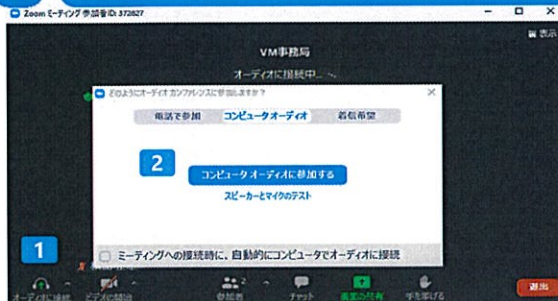 Zoom ミーティング 参加者ID: 372827
表示
VM事務局
オーディオに接続中...
どのようにオーディオ カンファレンスに参加しますか？
電話で参加 コンピュータ オーディオ 着信希望
2
コンピュータ オーディオに参加する
スピーカーとマイクのテスト
1
ミーティングへの接続時に、自動的にコンピュータでオーディオに接続
オーディオに接続 ビデオの開始 参加者 2 チャット 画面の共有 手を挙げる 退出